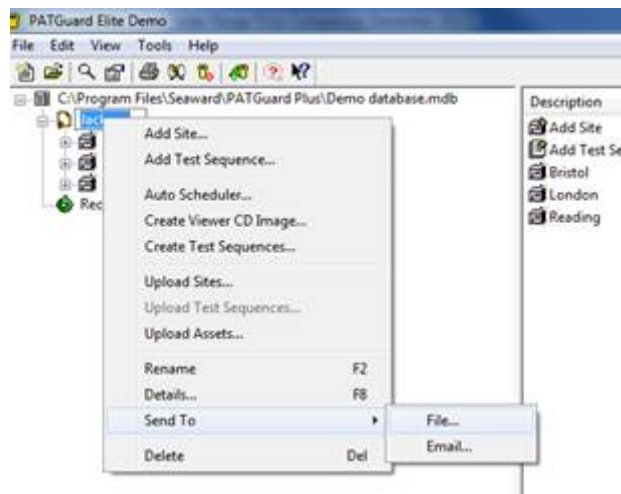 PATGuard Elite Demo
File Edit View Tools Help
C:\Program Files\Seaward\PATGuard Plus\Demo database.mdb
Description
Add Site...
Add Site
Add Test Sequence...
Add Test Se
Auto Scheduler...
Bristol
Create Viewer CD Image...
London
Create Test Sequences...
Reading
Rec
Upload Sites...
Upload Test Sequences...
Upload Assets...
Rename F2
Details... F8
Send To
File...
Email...
Delete Del